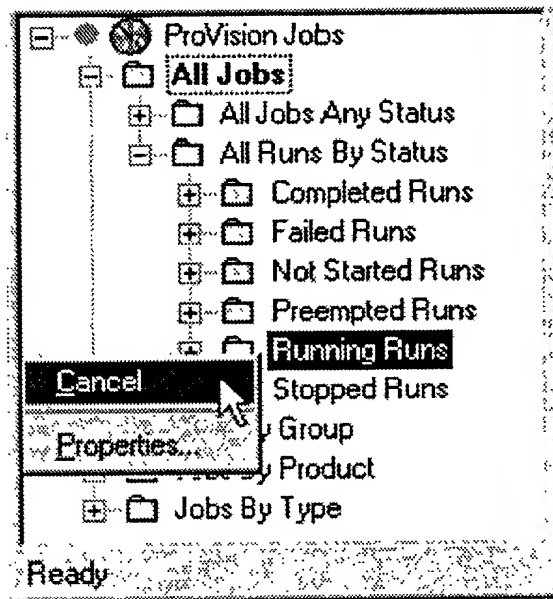 ProVision Jobs
All Jobs
All Jobs Any Status
All Runs By Status
Completed Runs
Failed Runs
Not Started Runs
Preempted Runs
Running Runs
Cancel
Stopped Runs
Group
Properties...
By Product
Jobs By Type
Ready